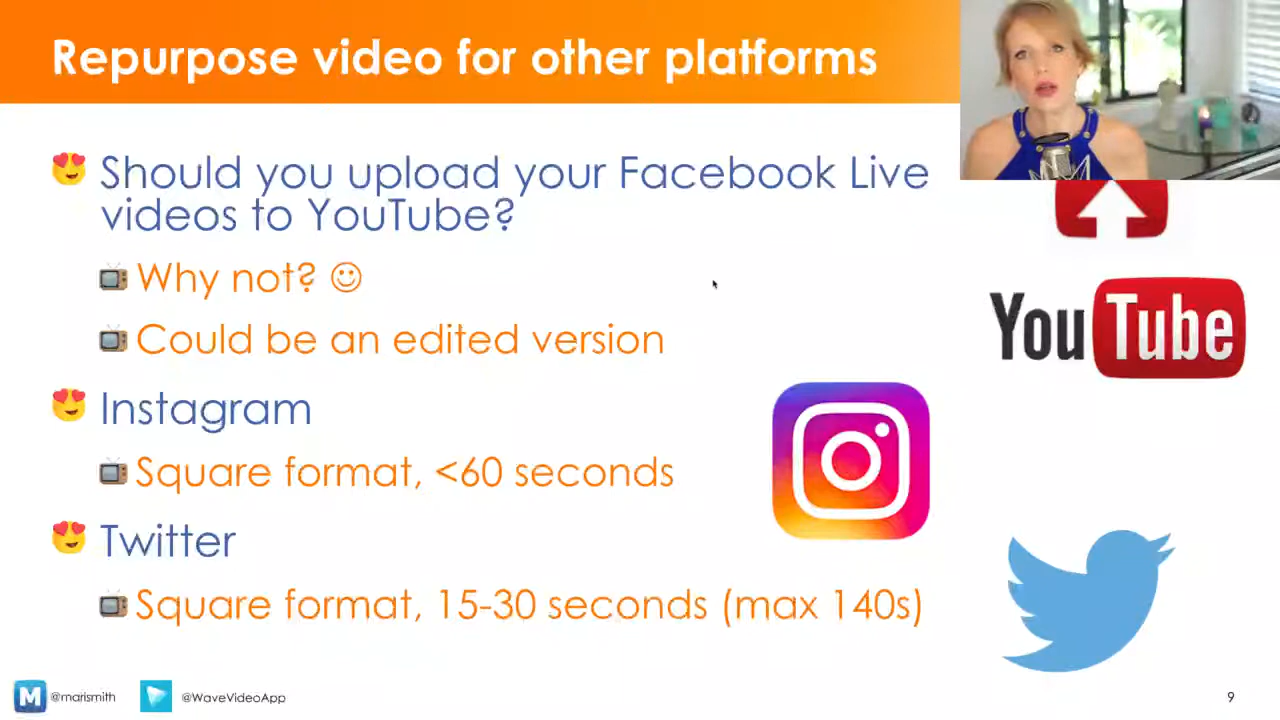 Repurpose video for other platforms
Should you upload your Facebook Live
videos to YouTube?
Why not? ☺
Could be an edited version
Instagram
Square format, <60 seconds
Twitter
Square format, 15-30 seconds (max 140s)
YouTube
M @marismith
@WaveVideoApp
9